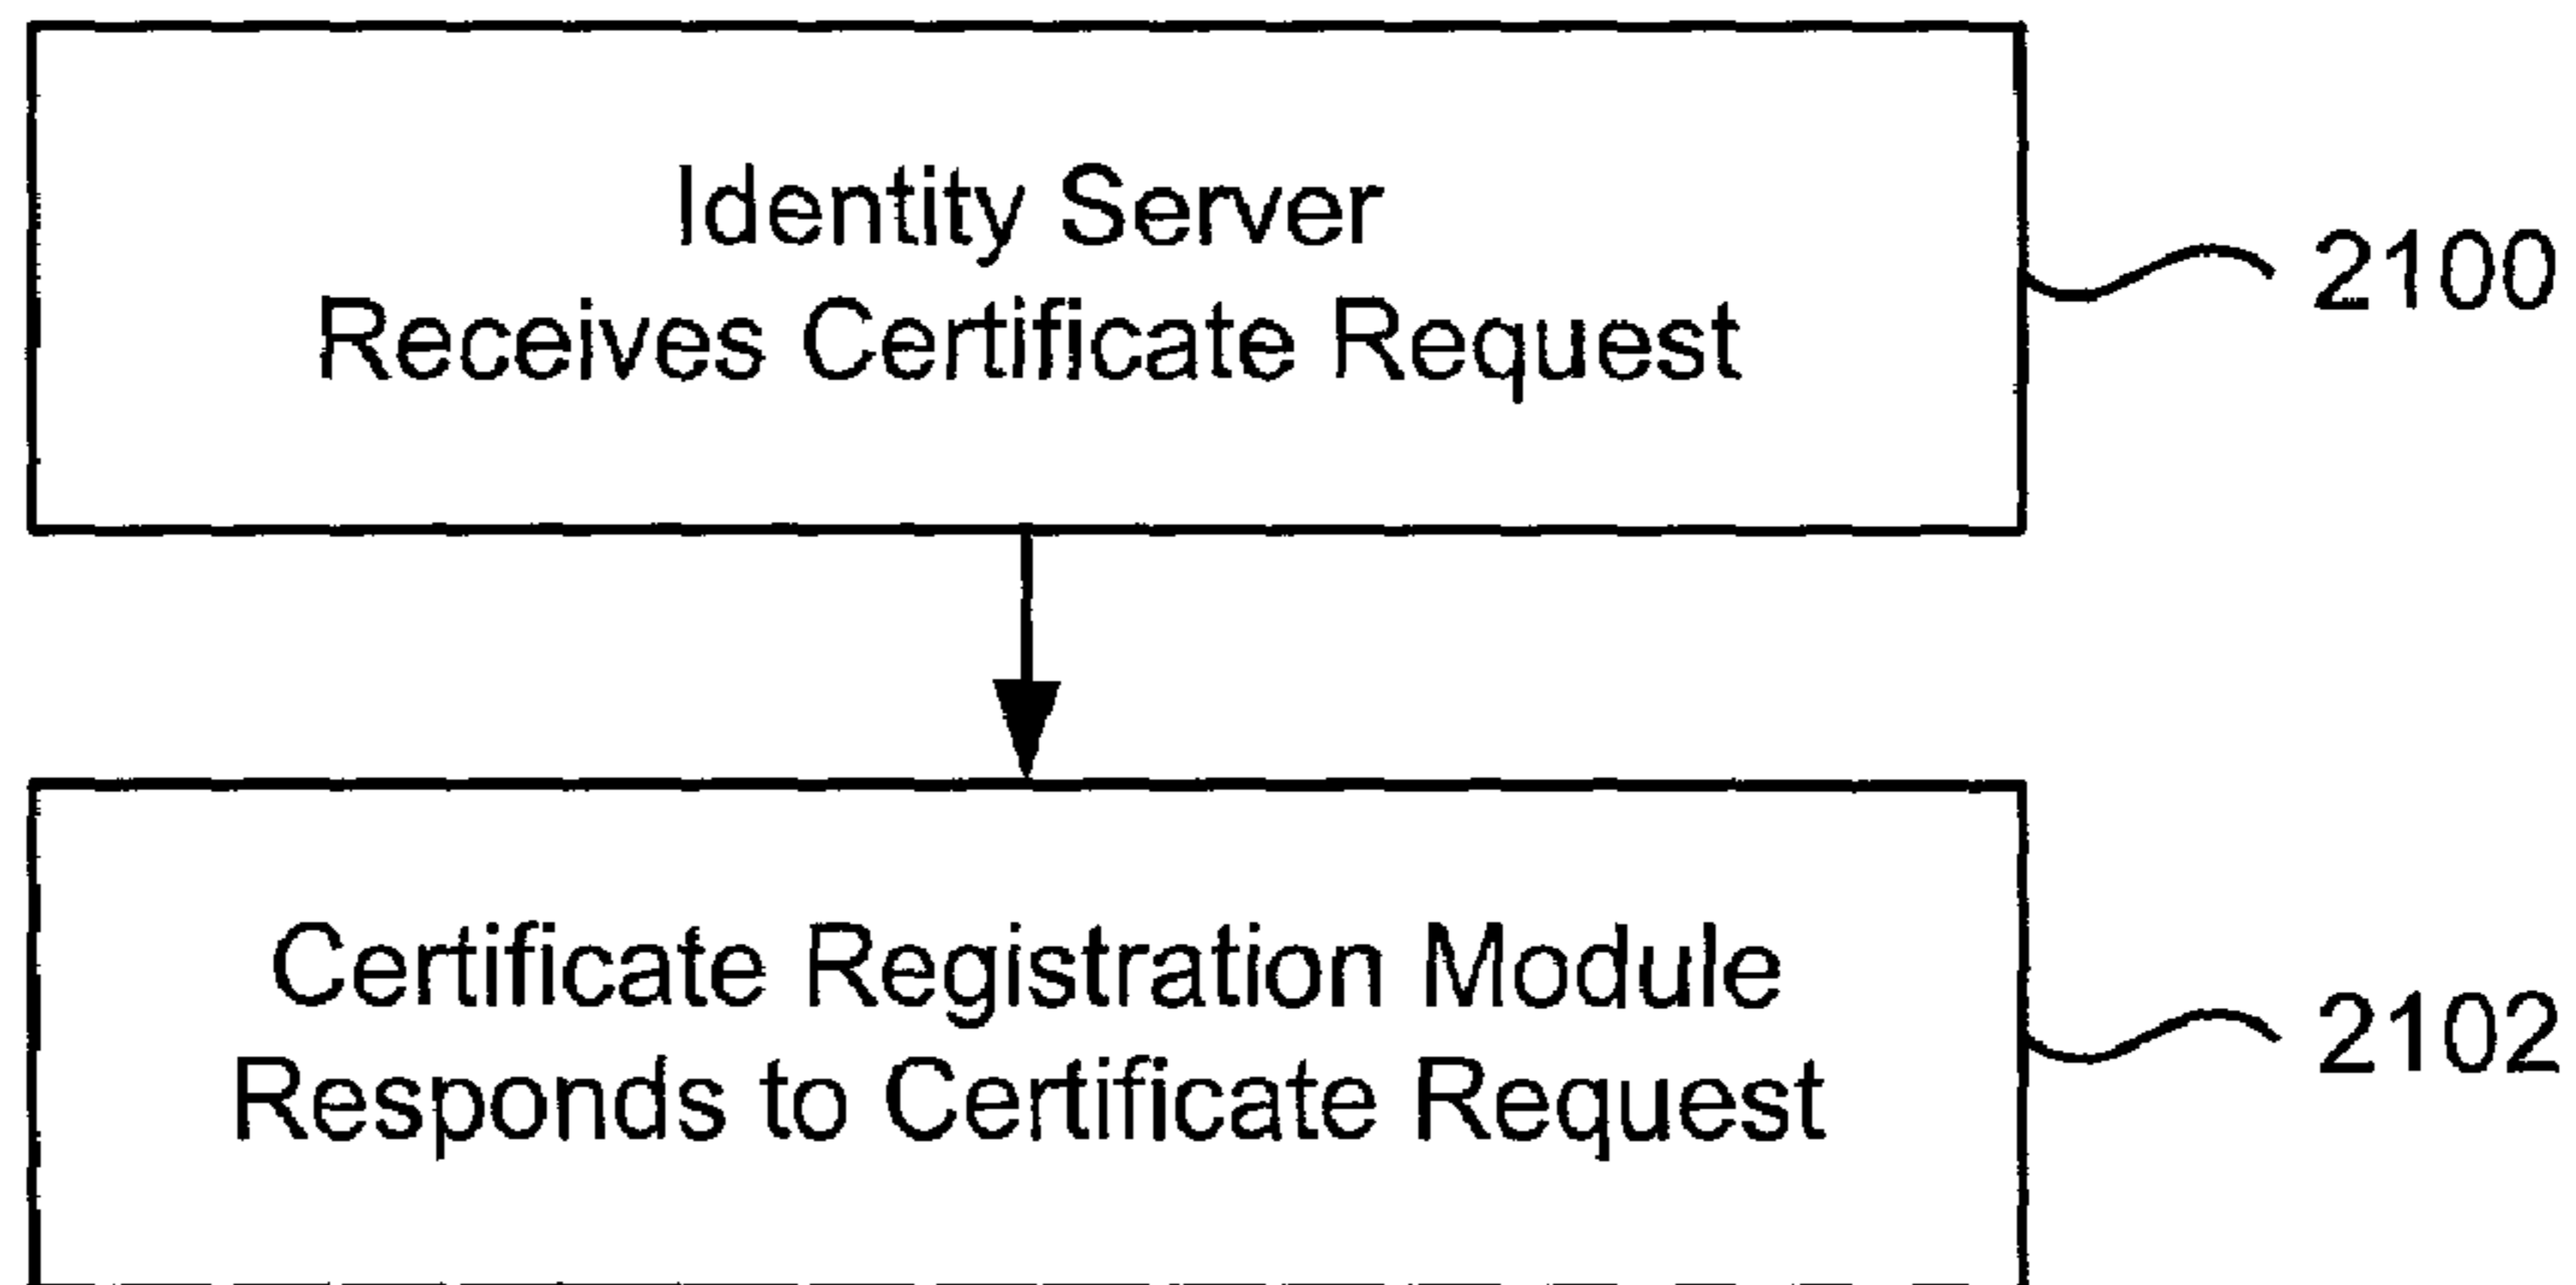 Identity Server
Receives Certificate Request
2100
Certificate Registration Module
Responds to Certificate Request
2102